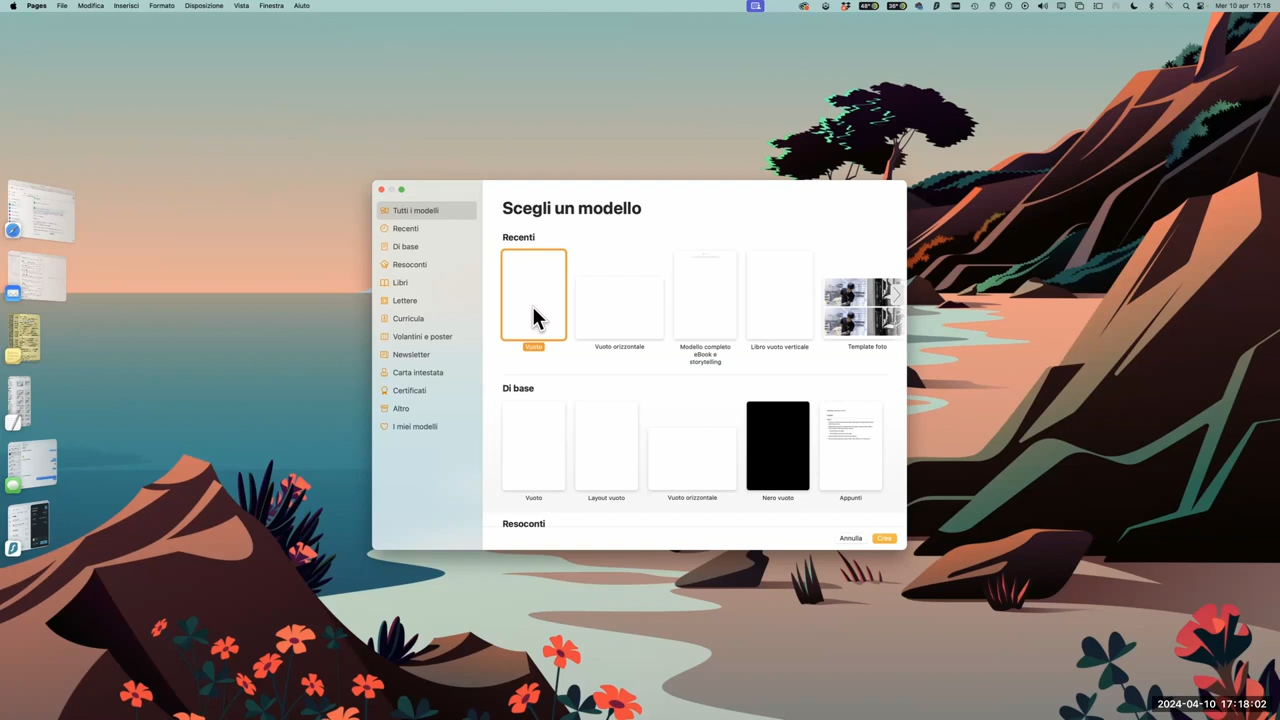 Pages File Modifica Inserisci Formato Disposizione Vista Finestra Aiuto
48° 36° Mer 10 apr 17:18
Tutti i modelli
Recenti
Di base
Resoconti
Libri
Lettere
Curricula
Volantini e poster
Newsletter
Carta intestata
Certificati
Altro
I miei modelli
Scegli un modello
Recenti
Vuoto
Vuoto orizzontale
Modello completo
eBook e
storytelling
Libro vuoto verticale
Template foto
Di base
Vuoto
Layout vuoto
Vuoto orizzontale
Nero vuoto
Appunti
Resoconti
Annulla Crea
2024-04-10 17:18:02